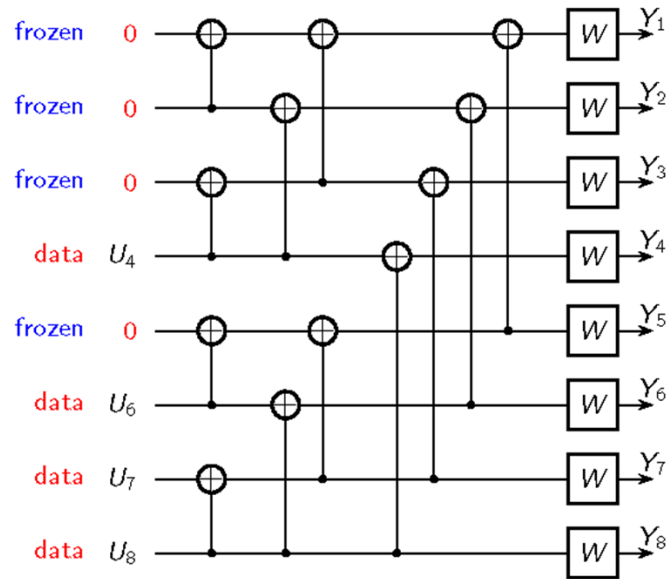 frozen 0 W Y1
frozen 0 W Y2
frozen 0 W Y3
data U4 W Y4
frozen 0 W Y5
data U6 W Y6
data U7 W Y7
data U8 W Y8